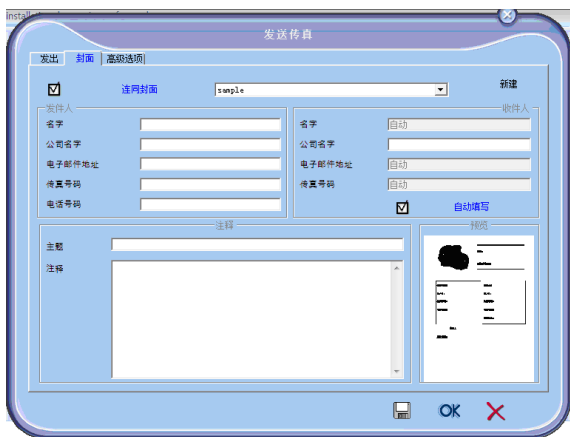 install
发送传真
发出 封面 高级选项
连同封面 sample 新建
发件人 收件人
名字 名字 自动
公司名字 公司名字
电子邮件地址 电子邮件地址 自动
传真号码 传真号码 自动
电话号码 自动填写
注释 预览
主题
注释
OK